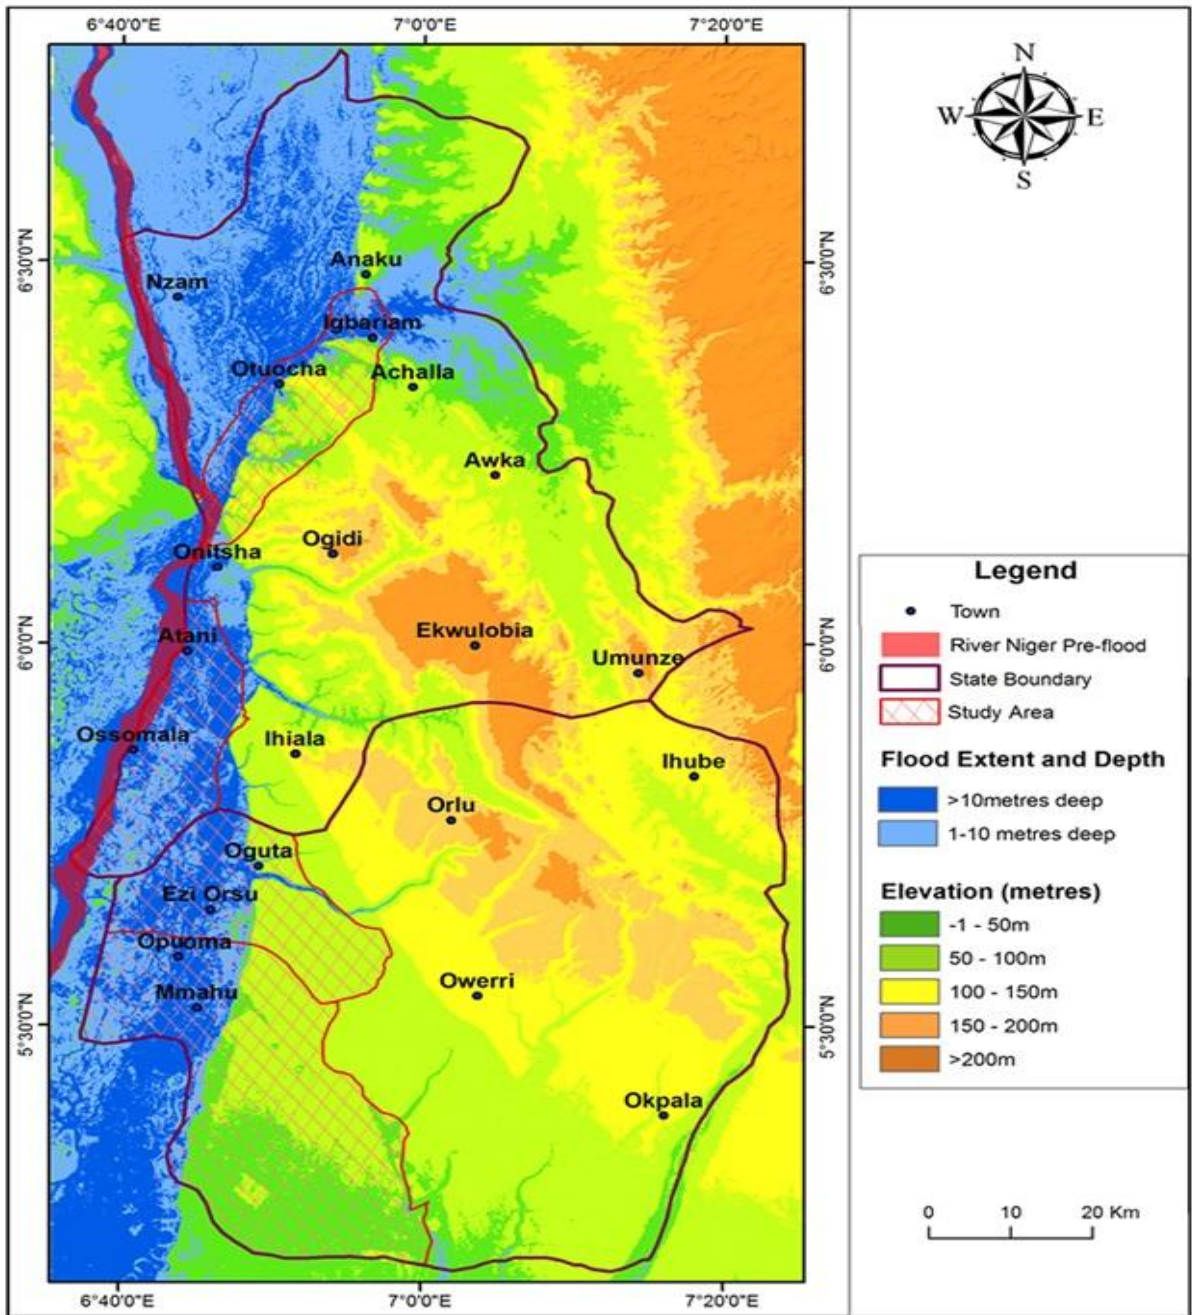 6°40'0"E
7°0'0"E
7°20'0"E
N
W
E
S
6°30'0"N
6°30'0"N
Anaku
Nzam
Igbariam
Otuocha
Achalla
Awka
Ogidi
Onitsha
6°0'0"N
6°0'0"N
Atani
Ekwulobia
Umunze
Ossomala
Ihiala
Ihube
Orlu
Oguta
Ezi Orsu
Opuoma
Mmahu
Owerri
5°30'0"N
5°30'0"N
Okpala
6°40'0"E
7°0'0"E
7°20'0"E
Legend
Town
River Niger Pre-flood
State Boundary
Study Area
Flood Extent and Depth
>10metres deep
1-10 metres deep
Elevation (metres)
-1 - 50m
50 - 100m
100 - 150m
150 - 200m
>200m
0 10 20 Km